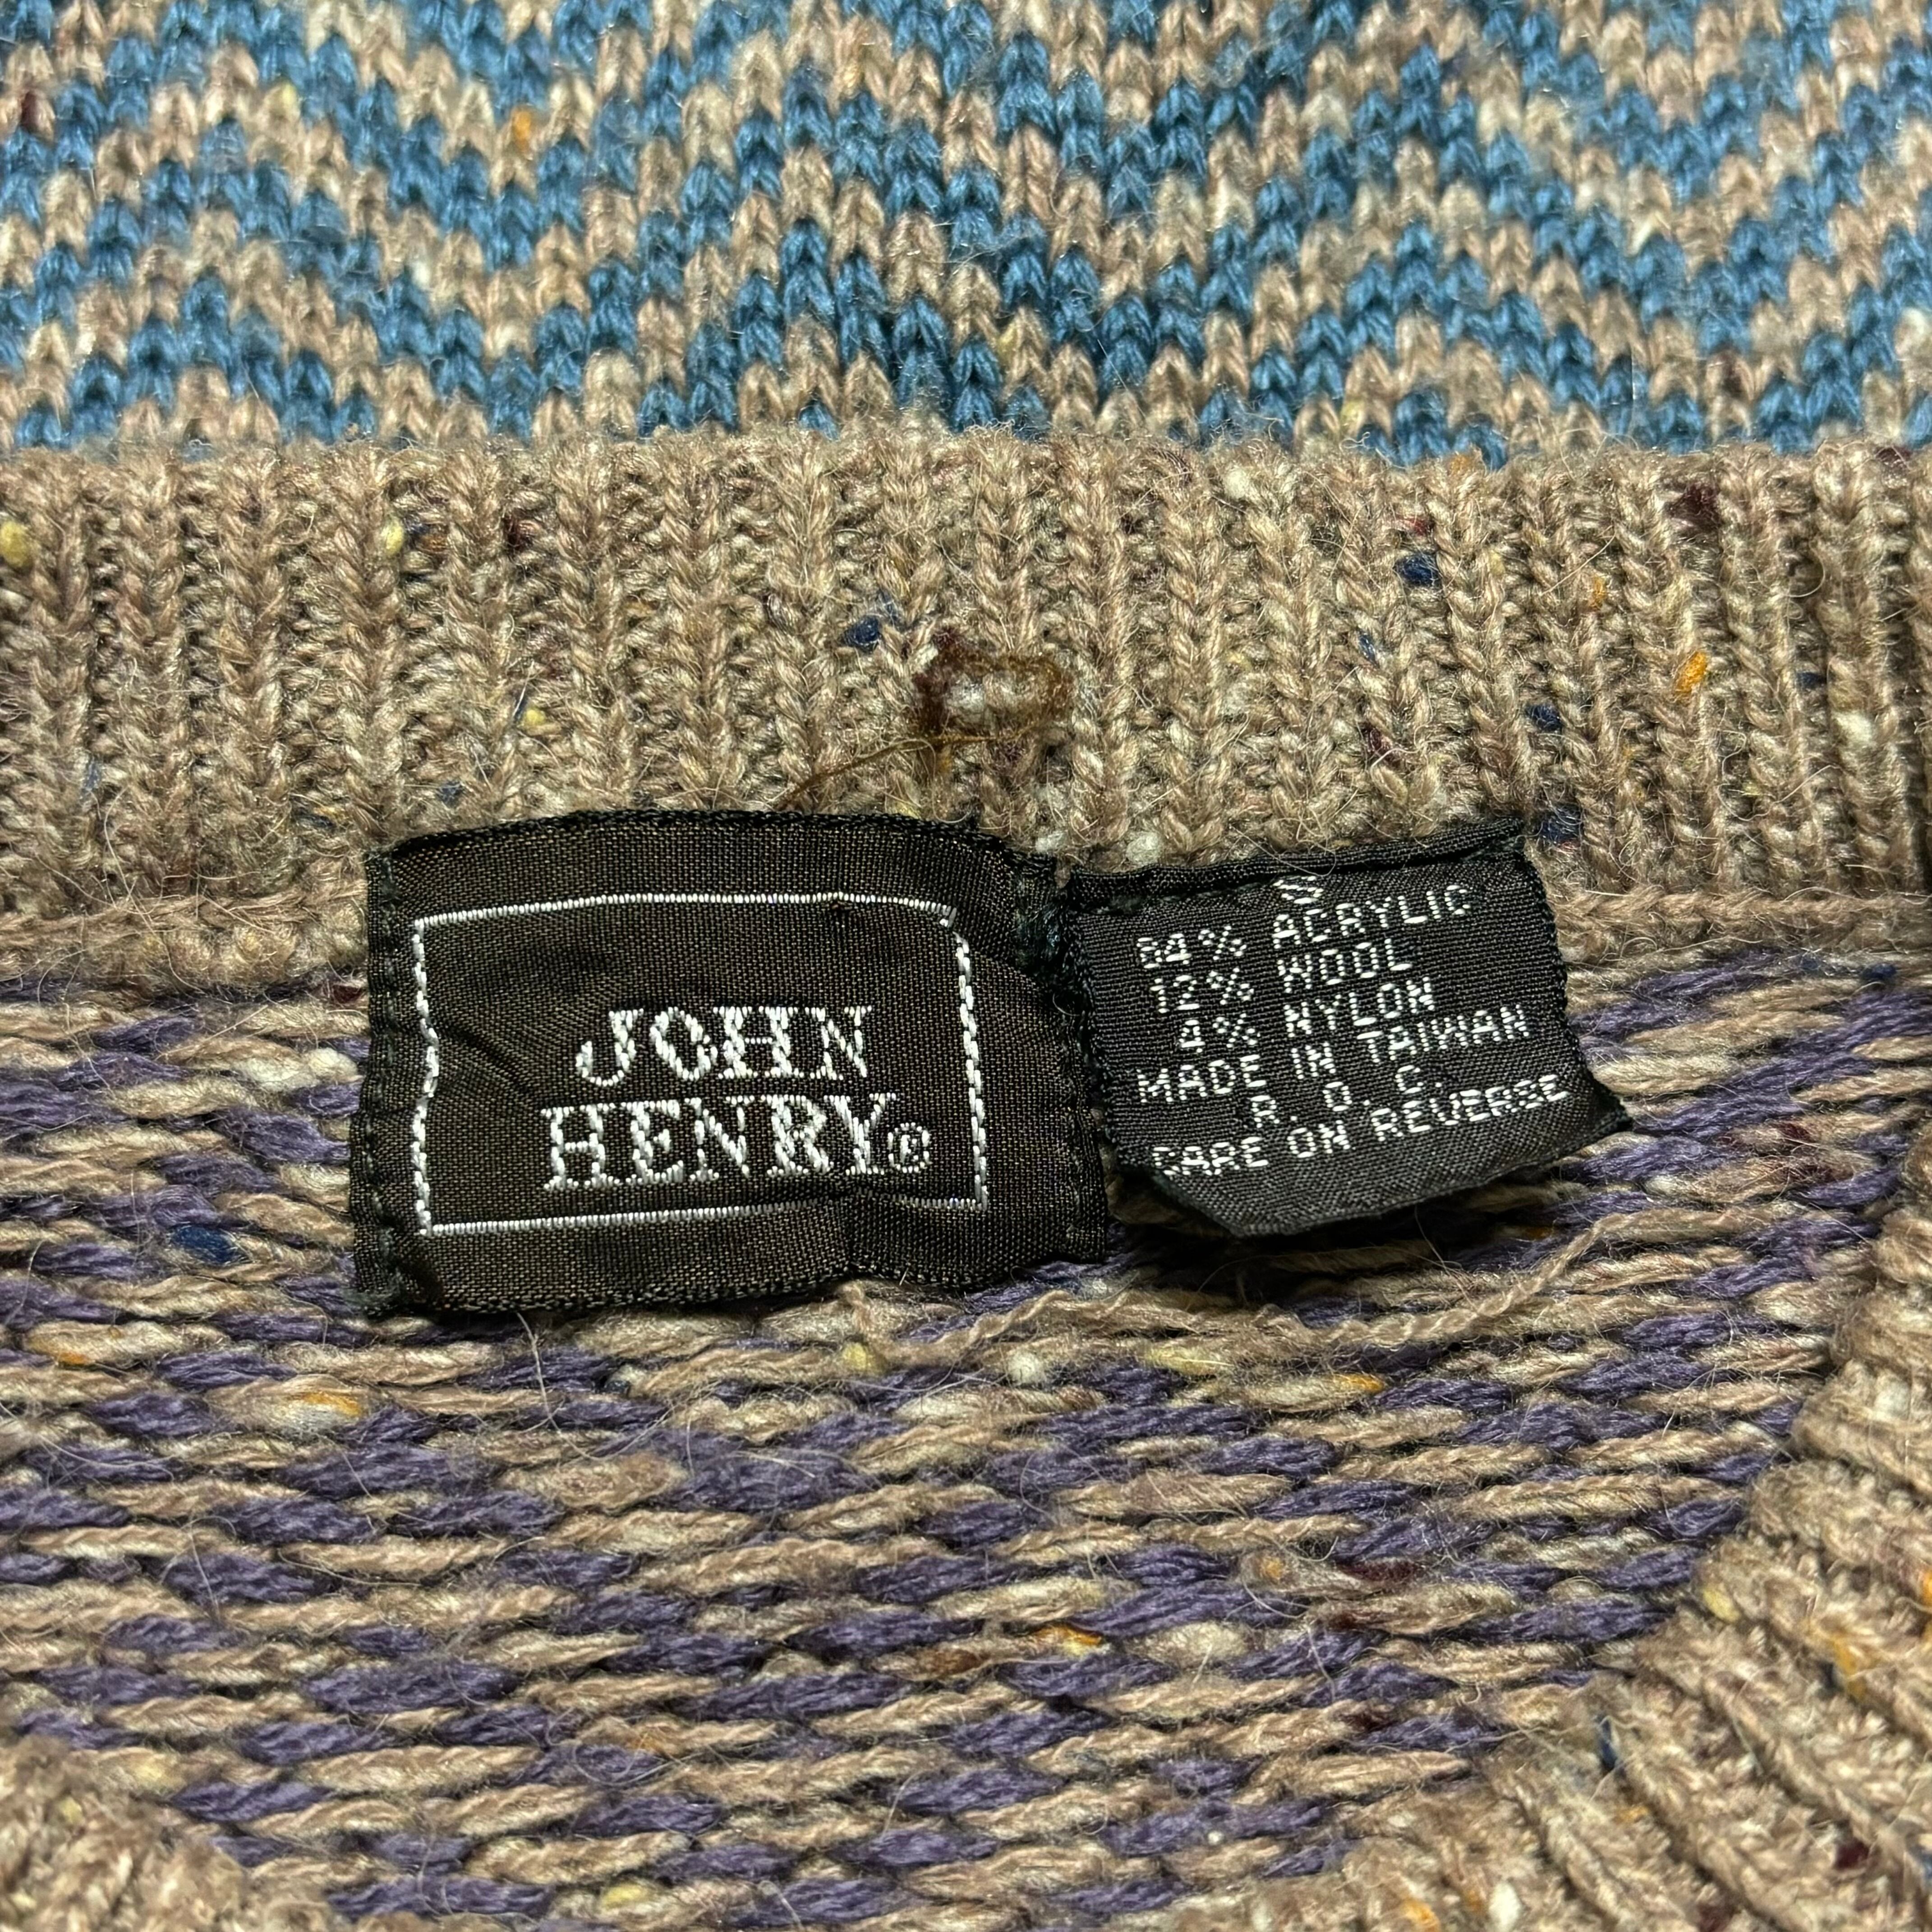 JOHN
HENRY®
S
84% ACRYLIC
12% WOOL
4% NYLON
MADE IN TAIWAN
R. O. C.
CARE ON REVERSE